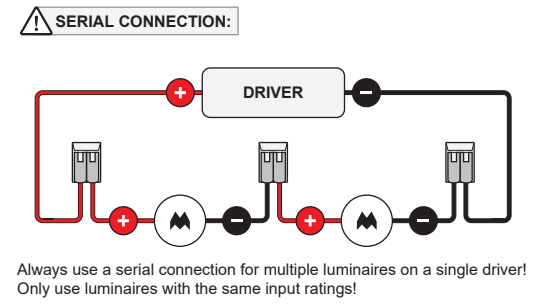 SERIAL CONNECTION:
+ DRIVER −
+ − + −
Always use a serial connection for multiple luminaires on a single driver!
Only use luminaires with the same input ratings!